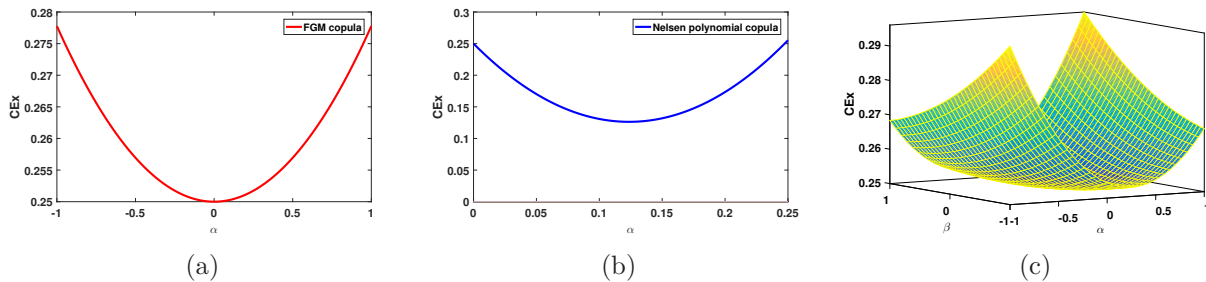 FGM copula
0.28
0.275
0.27
0.265
0.26
0.255
0.25
CEx
-1 -0.5 0 0.5 1
α
(a)
Nelsen polynomial copula
0.3
0.25
0.2
0.15
0.1
0.05
0
CEx
0 0.05 0.1 0.15 0.2 0.25
α
(b)
0.29
0.28
0.27
0.26
0.25
CEx
1 0 -1
β
-1 -0.5 0 0.5 1
α
(c)